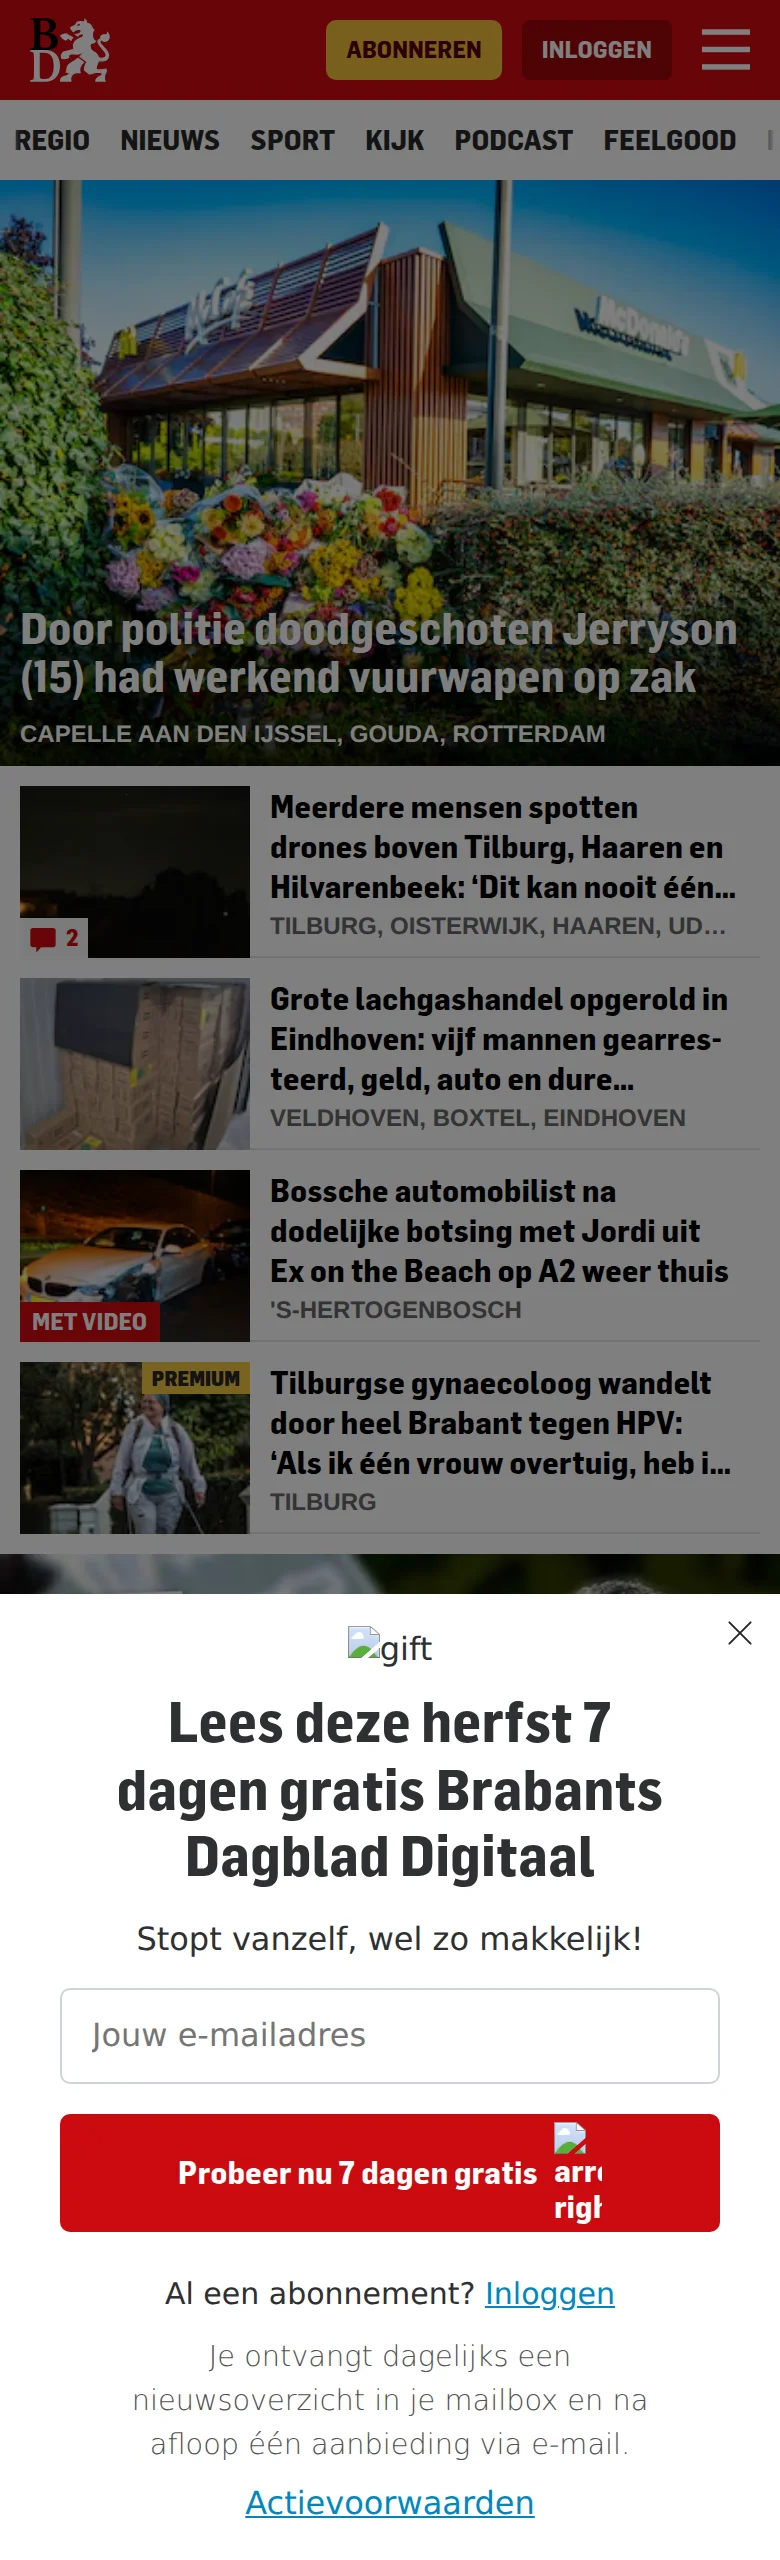 BD
ABONNEREN
INLOGGEN
REGIO NIEUWS SPORT KIJK PODCAST FEELGOOD
McCafé
McDonald's
Door politie doodgeschoten Jerryson
(15) had werkend vuurwapen op zak
CAPELLE AAN DEN IJSSEL, GOUDA, ROTTERDAM
Meerdere mensen spotten
drones boven Tilburg, Haaren en
Hilvarenbeek: ‘Dit kan nooit één...
2
TILBURG, OISTERWIJK, HAAREN, UD...
Grote lachgashandel opgerold in
Eindhoven: vijf mannen gearres-
teerd, geld, auto en dure...
VELDHOVEN, BOXTEL, EINDHOVEN
Bossche automobilist na
dodelijke botsing met Jordi uit
Ex on the Beach op A2 weer thuis
MET VIDEO
'S-HERTOGENBOSCH
PREMIUM
Tilburgse gynaecoloog wandelt
door heel Brabant tegen HPV:
‘Als ik één vrouw overtuig, heb i...
TILBURG
gift
Lees deze herfst 7
dagen gratis Brabants
Dagblad Digitaal
Stopt vanzelf, wel zo makkelijk!
Jouw e-mailadres
Probeer nu 7 dagen gratis
Al een abonnement? Inloggen
Je ontvangt dagelijks een
nieuwsoverzicht in je mailbox en na
afloop één aanbieding via e-mail.
Actievoorwaarden